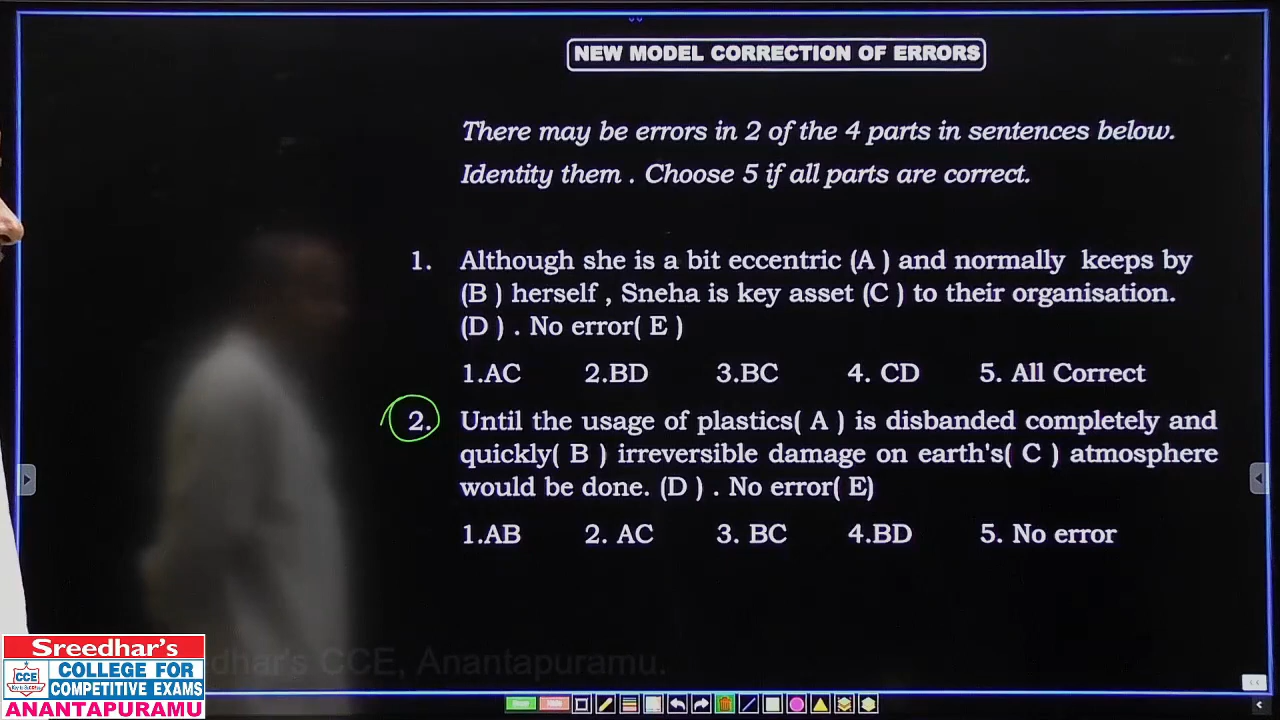 NEW MODEL CORRECTION OF ERRORS
There may be errors in 2 of the 4 parts in sentences below.
Identity them . Choose 5 if all parts are correct.
1. Although she is a bit eccentric (A ) and normally keeps by
(B ) herself , Sneha is key asset (C ) to their organisation.
(D ) . No error( E )
1.AC 2.BD 3.BC 4. CD 5. All Correct
2. Until the usage of plastics( A ) is disbanded completely and
quickly( B ) irreversible damage on earth's( C ) atmosphere
would be done. (D ) . No error( E)
1.AB 2. AC 3. BC 4.BD 5. No error
Sreedhar's
CCE
COLLEGE FOR
COMPETITIVE EXAMS
ANANTAPURAMU
dhar's CCE, Anantapuramu.